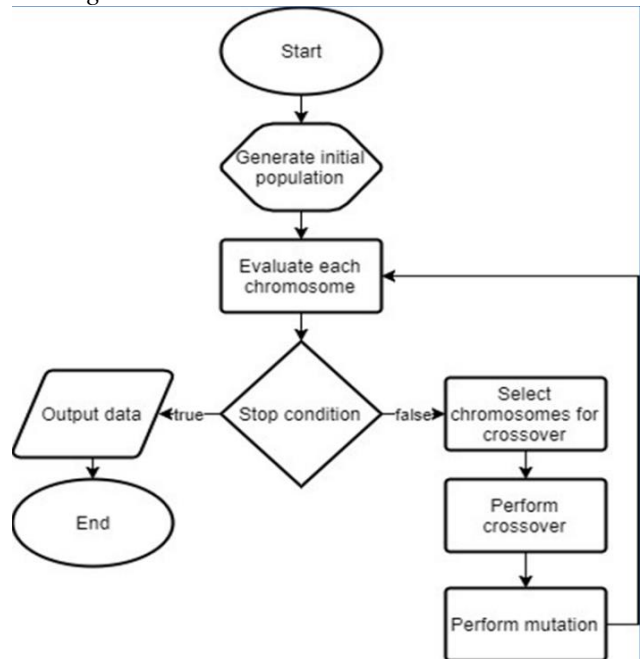 Start
Generate initial
population
Evaluate each
chromosome
Stop condition
true
false
Output data
End
Select
chromosomes for
crossover
Perform
crossover
Perform mutation